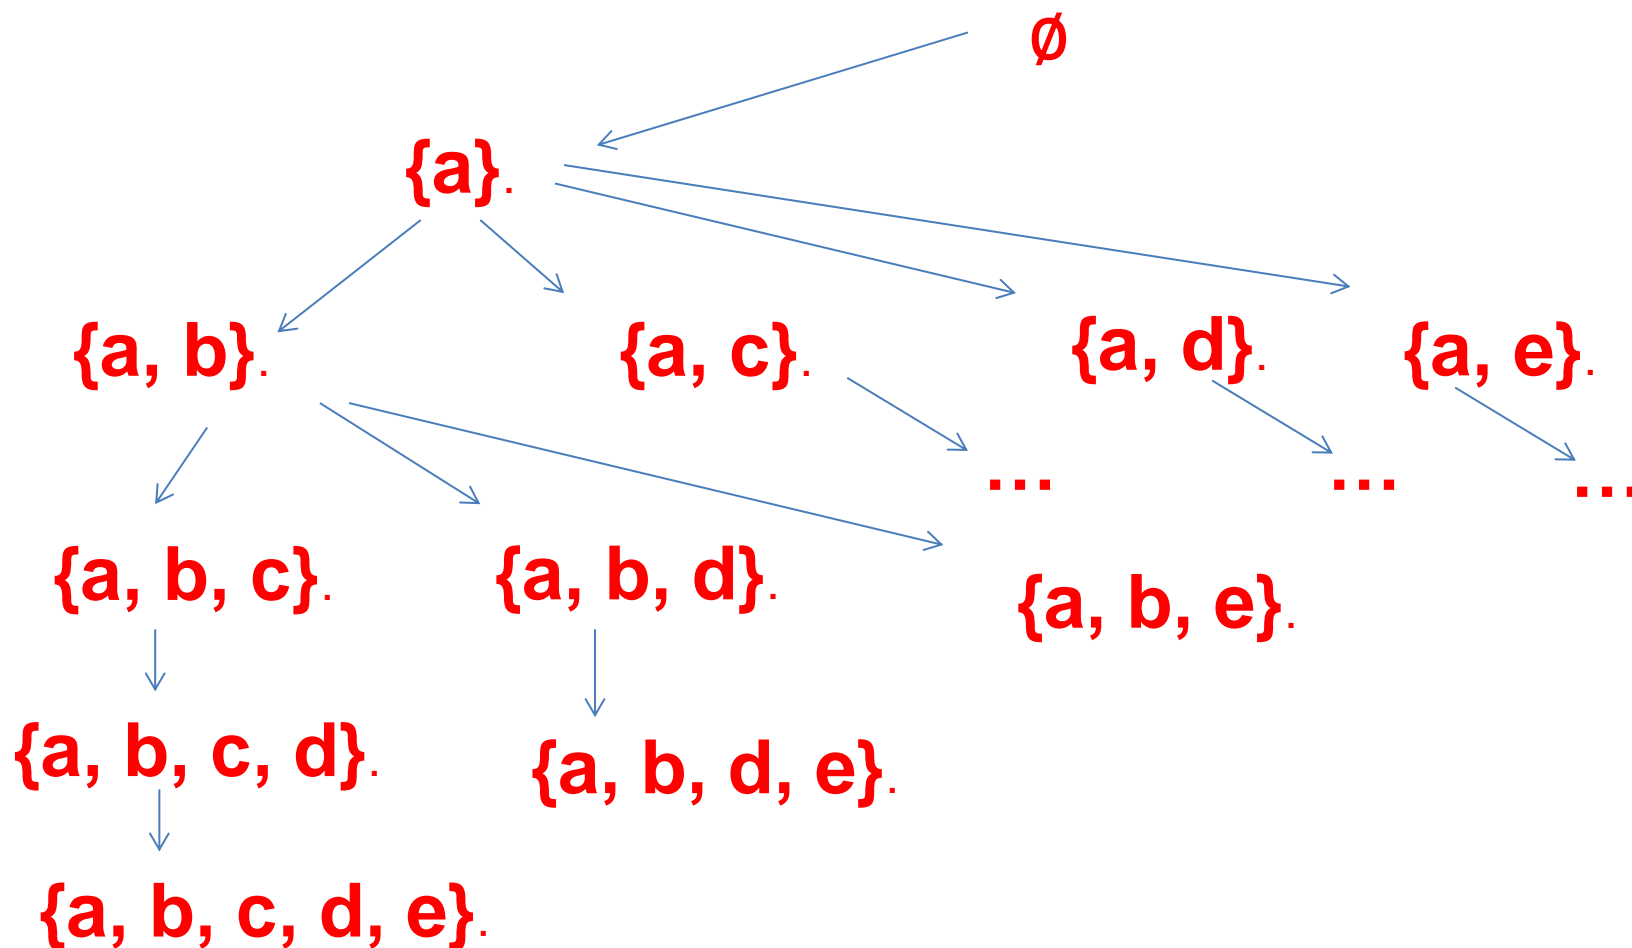 ∅
{a}.
{a, b}. {a, c}. {a, d}. {a, e}.
… … …
{a, b, c}. {a, b, d}. {a, b, e}.
{a, b, c, d}. {a, b, d, e}.
{a, b, c, d, e}.